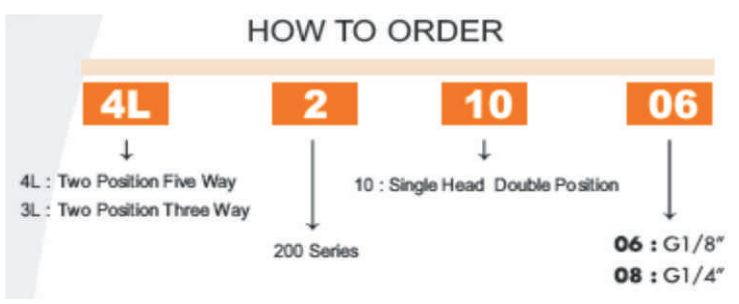 HOW TO ORDER
4L 2 10 06
4L : Two Position Five Way
3L : Two Position Three Way
10 : Single Head Double Position
200 Series
06 : G1/8″
08 : G1/4″